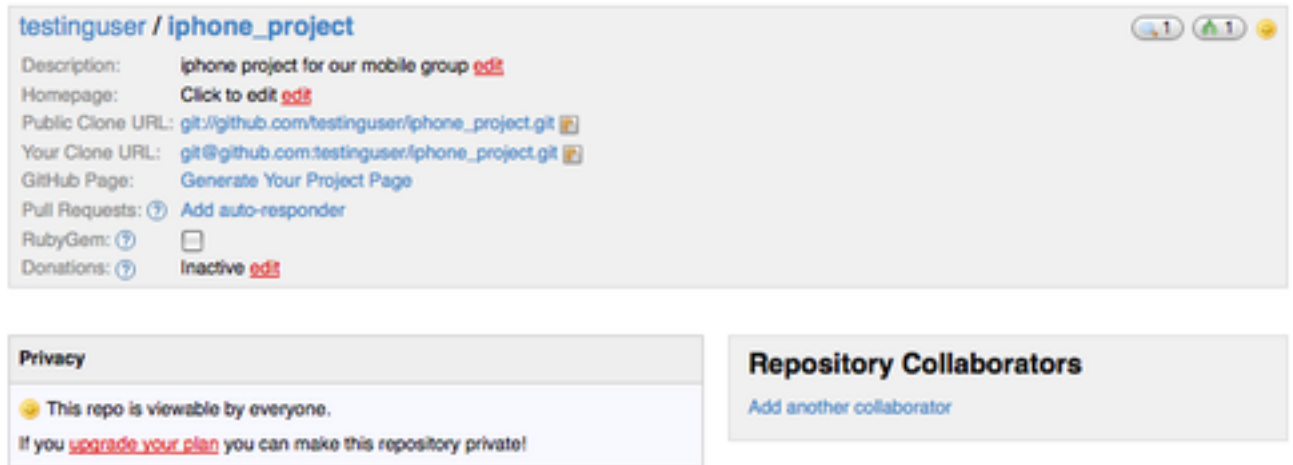 testinguser / iphone_project 1 1
Description: iphone project for our mobile group edit
Homepage: Click to edit edit
Public Clone URL: git://github.com/testinguser/iphone_project.git
Your Clone URL: git@github.com:testinguser/iphone_project.git
GitHub Page: Generate Your Project Page
Pull Requests: ? Add auto-responder
RubyGem: ?
Donations: ? Inactive edit
Privacy
This repo is viewable by everyone.
If you upgrade your plan you can make this repository private!
Repository Collaborators
Add another collaborator